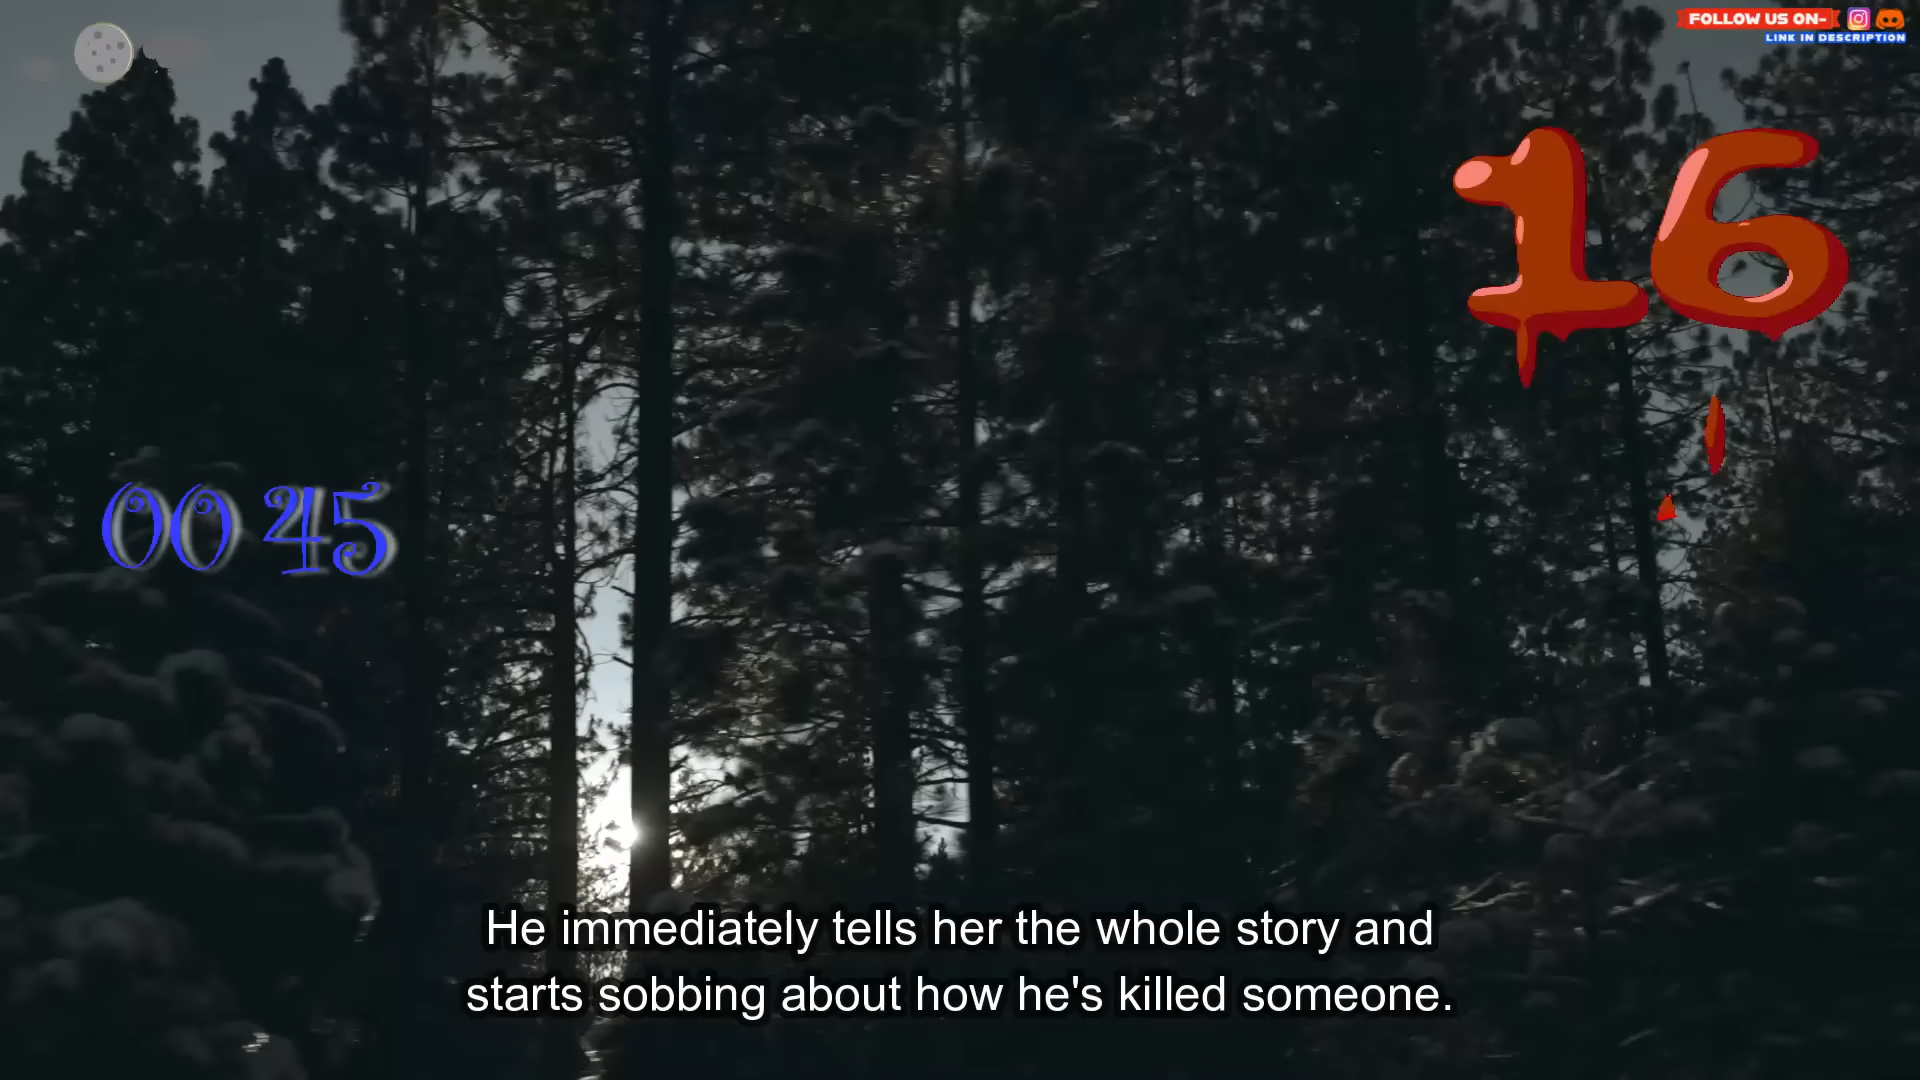 FOLLOW US ON-
LINK IN DESCRIPTION
16
00 45
He immediately tells her the whole story and
starts sobbing about how he's killed someone.